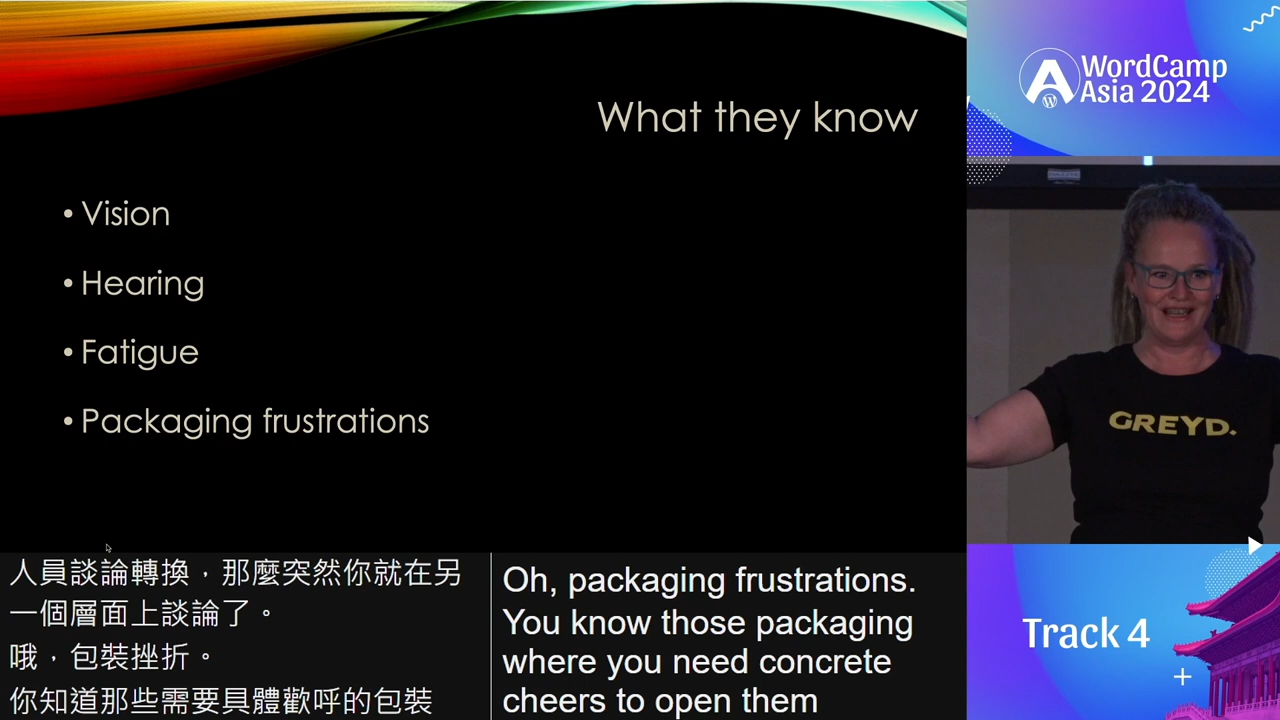 What they know
• Vision
• Hearing
• Fatigue
• Packaging frustrations
人員談論轉換，那麼突然你就在另
一個層面上談論了。
哦，包裝挫折。
你知道那些需要具體歡呼的包裝
Oh, packaging frustrations.
You know those packaging
where you need concrete
cheers to open them
WordCamp
Asia 2024
GREYD.
Track 4